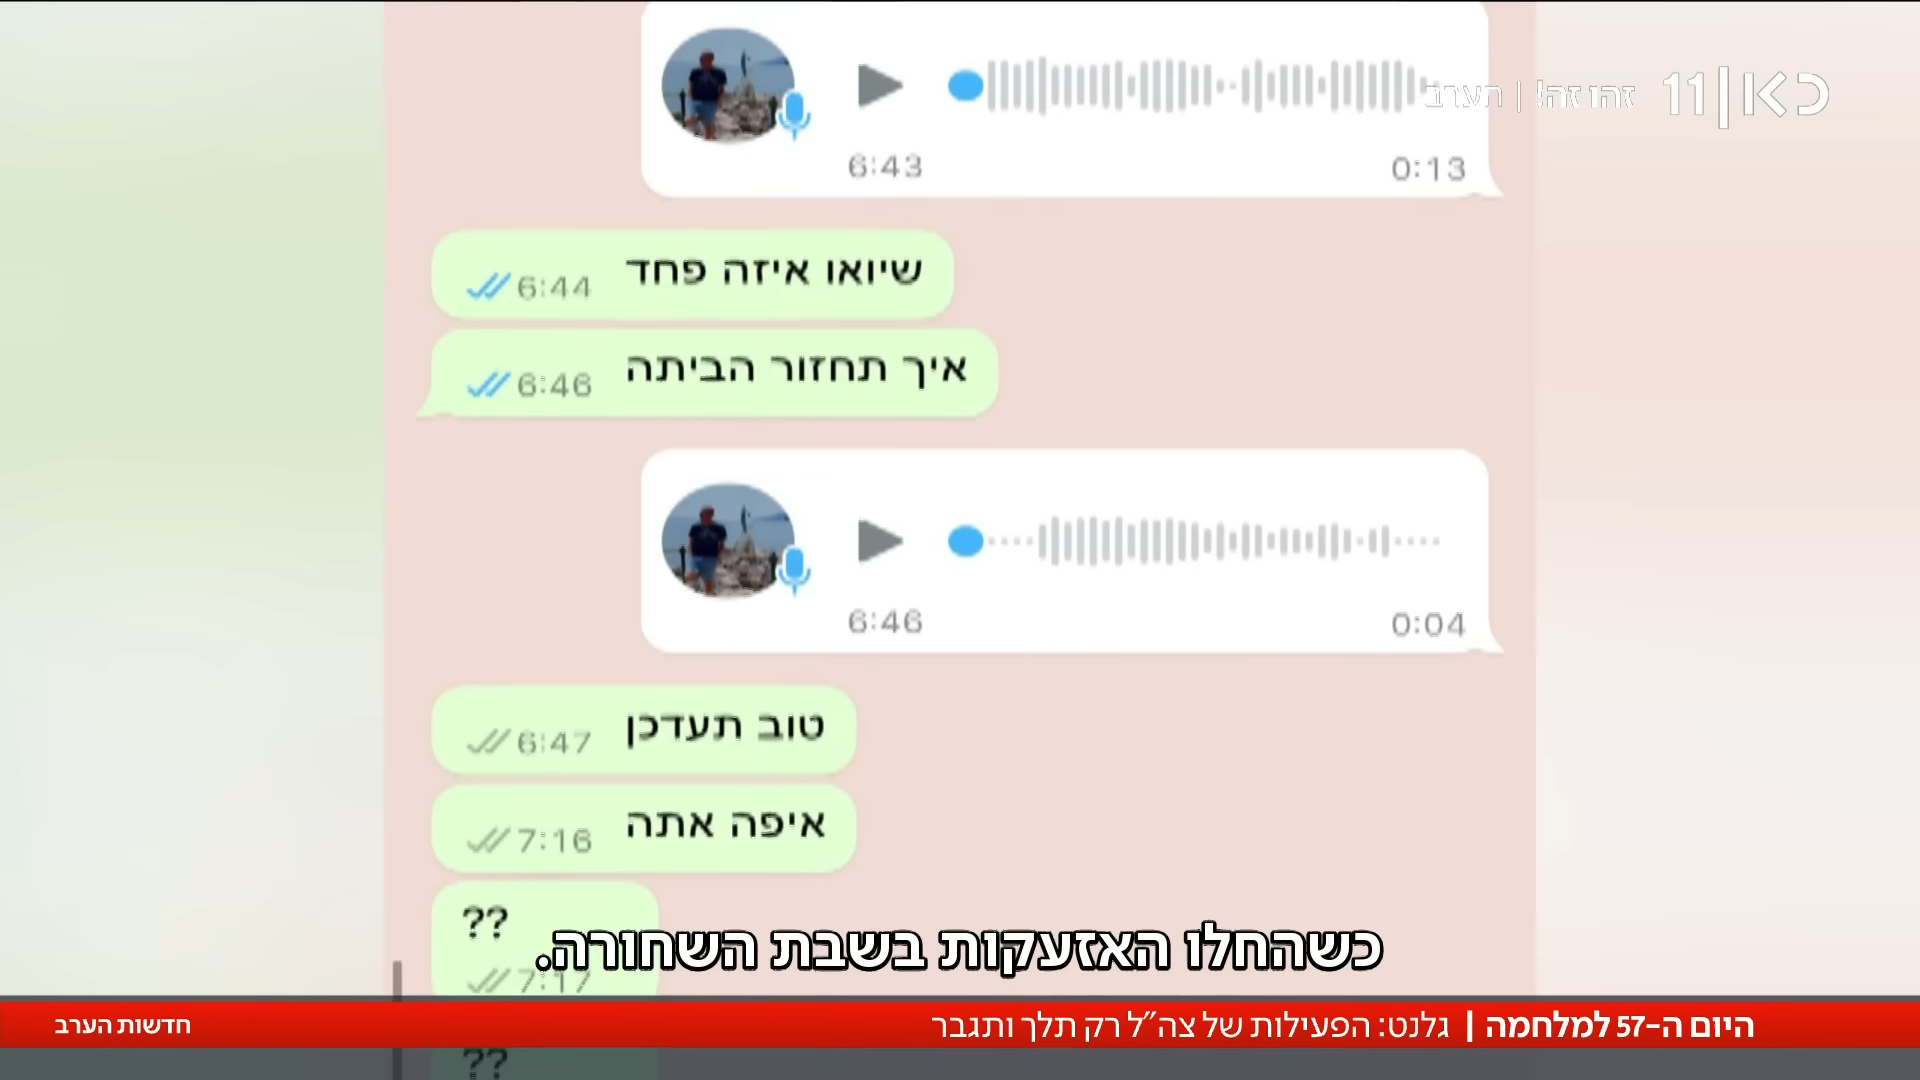 כאן 11
זהו זה! | הערב
6:43
0:13
שיואו איזה פחד
6:44
איך תחזור הביתה
6:46
6:46
0:04
טוב תעדכן
6:47
איפה אתה
7:16
??
7:17
כשהחלו האזעקות בשבת השחורה.
היום ה-57 למלחמה | גלנט: הפעילות של צה"ל רק תלך ותגבר
חדשות הערב
??